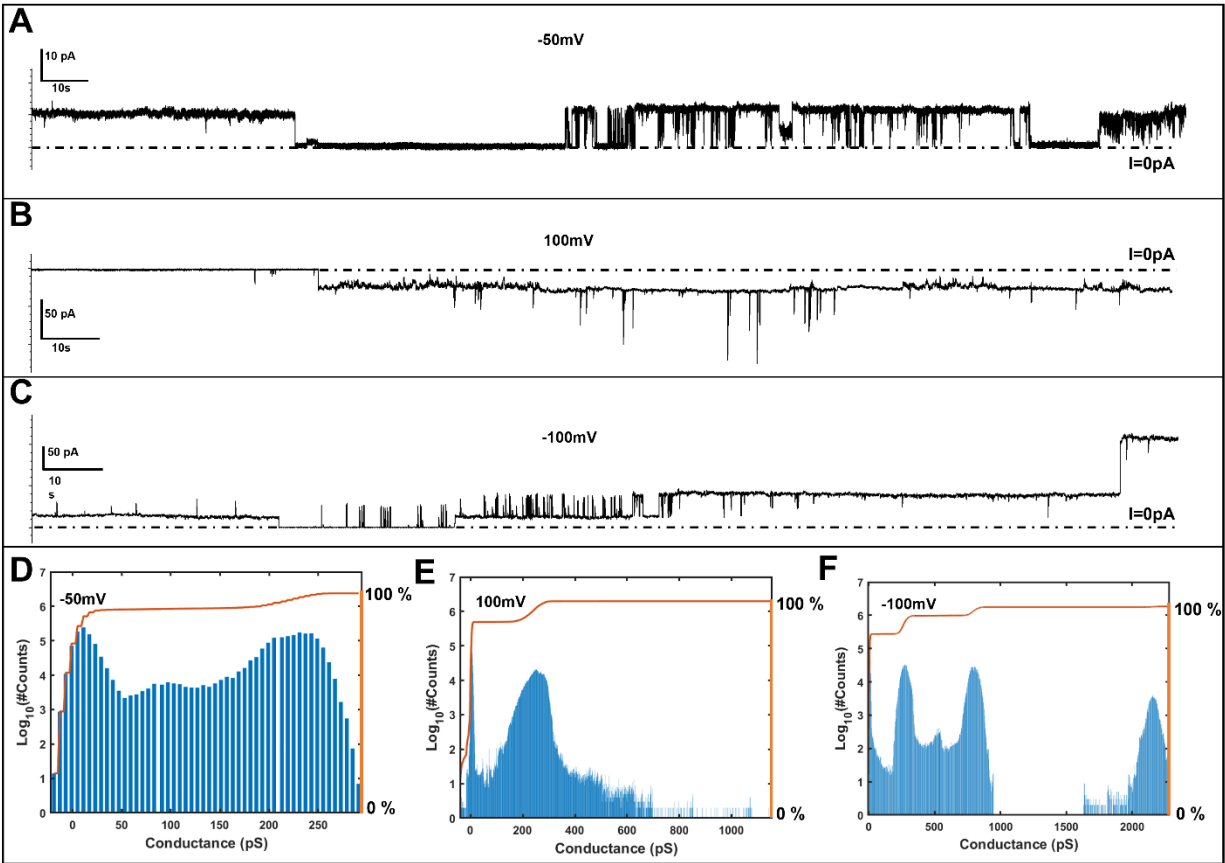 A
-50mV
10 pA
10s
I=0pA
B
100mV
I=0pA
50 pA
10s
C
-100mV
50 pA
10
s
I=0pA
D
-50mV
100 %
0 %
7
6
5
4
3
2
1
0
Log10(#Counts)
0 50 100 150 200 250
Conductance (pS)
E
100mV
100 %
0 %
7
6
5
4
3
2
1
0
Log10(#Counts)
0 200 400 600 800 1000
Conductance (pS)
F
-100mV
100 %
0 %
7
6
5
4
3
2
1
0
Log10(#Counts)
0 500 1000 1500 2000
Conductance (pS)